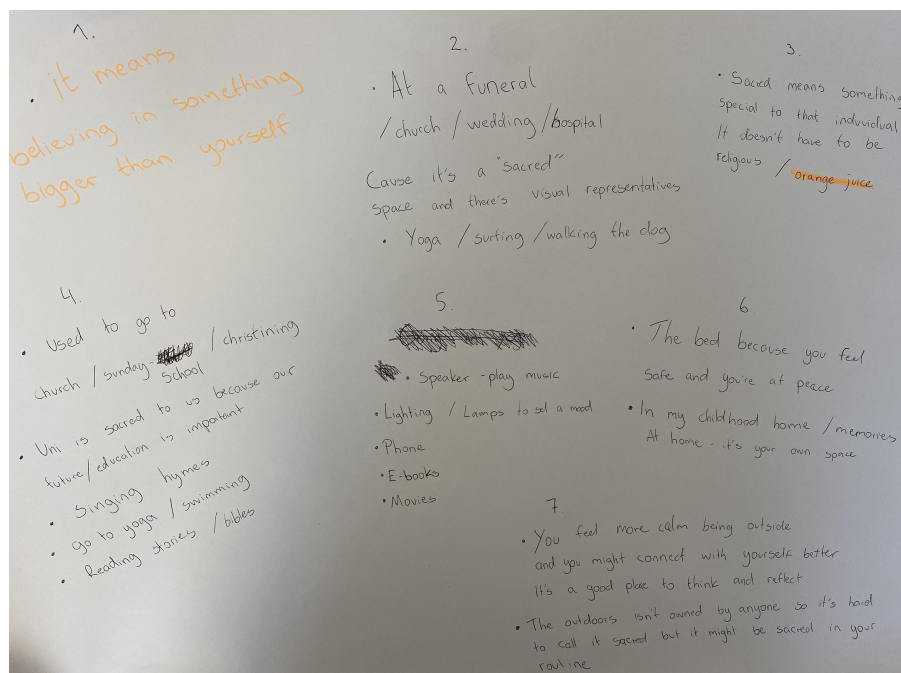 1.
• it means
believing in something
bigger than yourself
2.
• At a funeral
/church / wedding / hospital
Cause it's a "sacred"
space and there's visual representatives
• Yoga / surfing / walking the dog
3.
• Sacred means something
special to that induvidual
It doesn't have to be
religous / orange juice
4.
• Used to go to
church / sunday- / christining
school
• Uni is sacred to us because our
future/education is important
• Singing hymes
• go to yoga / swimming
• Reading stories / bibles
5.
• Speaker - play music
• Lighting / Lamps to set a mood
• Phone
• E-books
• Movies
6
• The bed because you feel
safe and you're at peace
• In my childhood home / memories
At home - it's your own space
7
• You feel more calm being outside
and you might connect with yourself better
It's a good place to think and reflect
• The outdoors isn't owned by anyone so it's hard
to call it sacred but it might be sacred in your
routine